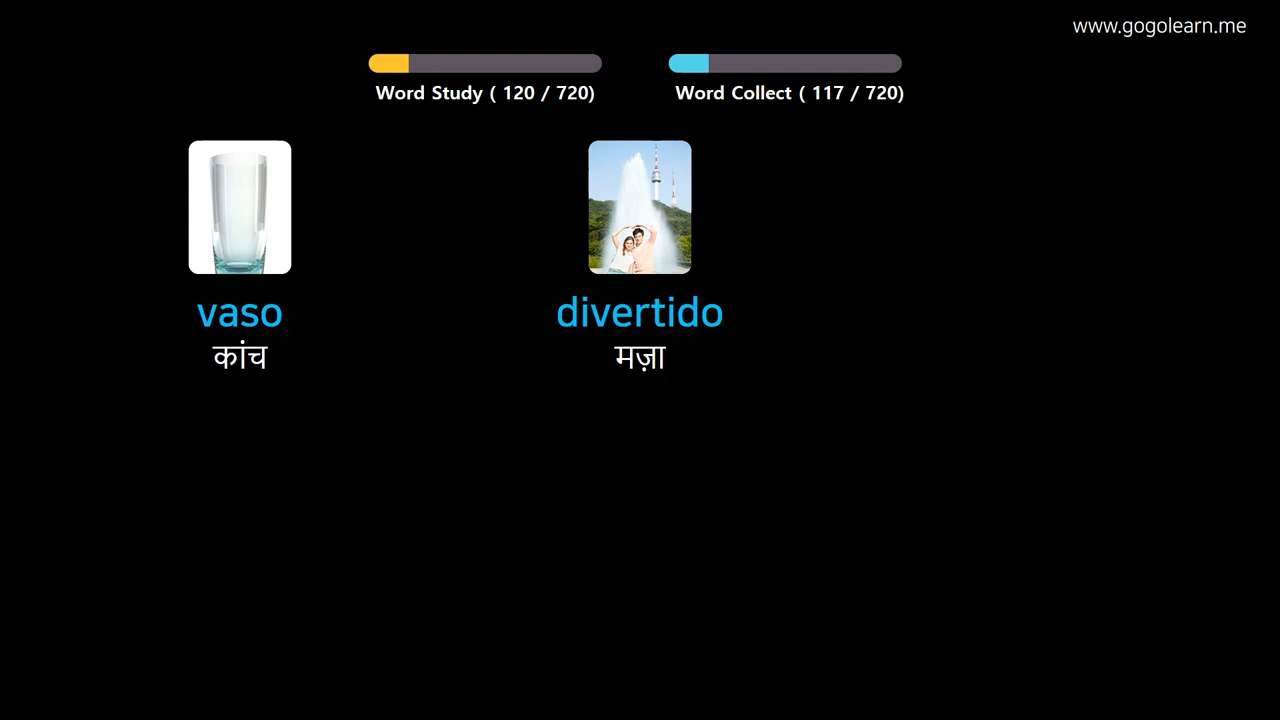 www.gogolearn.me
Word Study ( 120 / 720)
Word Collect ( 117 / 720)
vaso
कांच
divertido
मज़ा